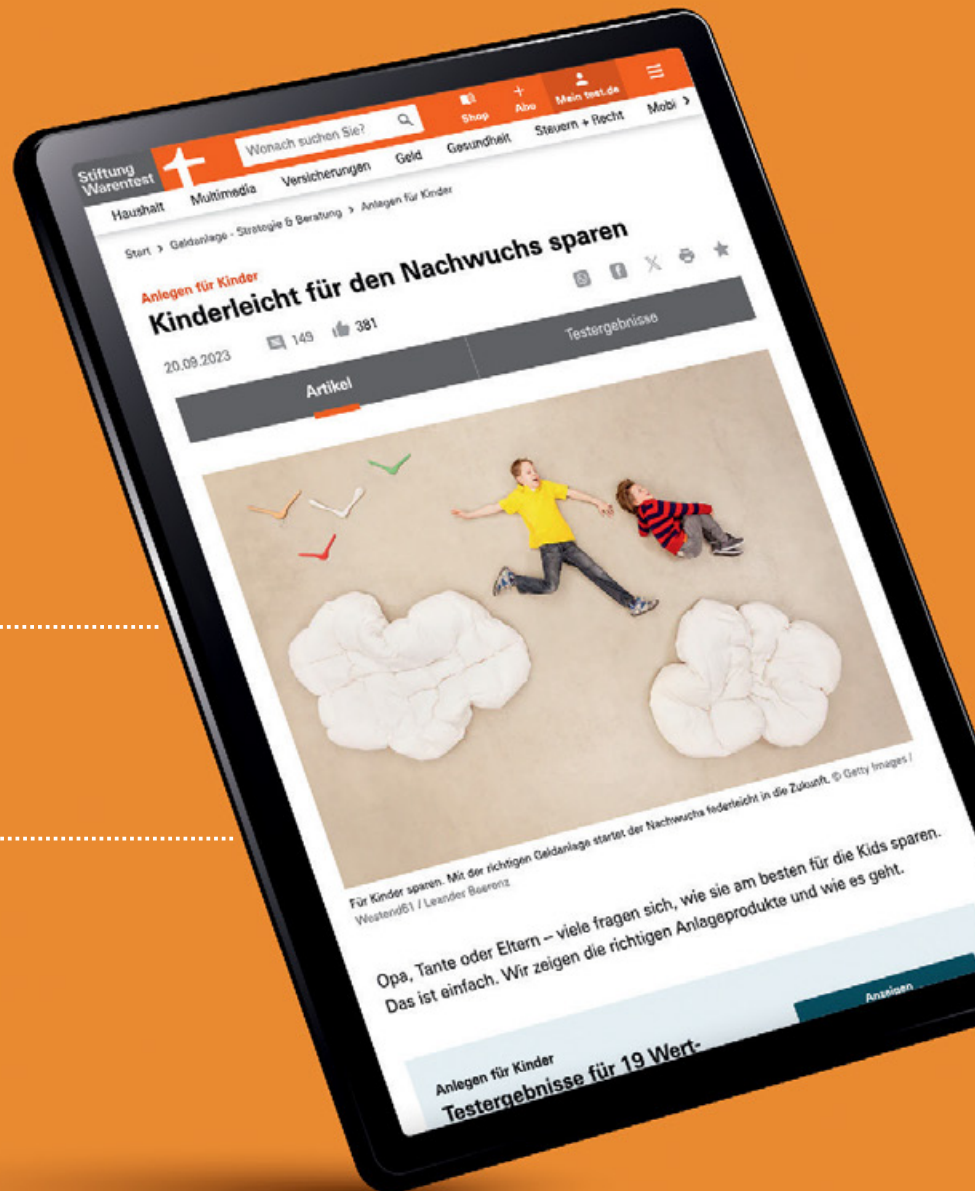 Stiftung
Warentest
Wonach suchen Sie?
Shop
Abo
Mein test.de
Haushalt Multimedia Versicherungen Geld Gesundheit Steuern + Recht Mobi
Start > Geldanlage - Strategie & Beratung > Anlegen für Kinder
Anlegen für Kinder
Kinderleicht für den Nachwuchs sparen
20.09.2023 149 381
Artikel Testergebnisse
Für Kinder sparen. Mit der richtigen Geldanlage startet der Nachwuchs federleicht in die Zukunft. © Getty Images /
Westend61 / Leander Baerenz
Opa, Tante oder Eltern – viele fragen sich, wie sie am besten für die Kids sparen.
Das ist einfach. Wir zeigen die richtigen Anlageprodukte und wie es geht.
Anzeigen
Anlegen für Kinder
Testergebnisse für 19 Wert-